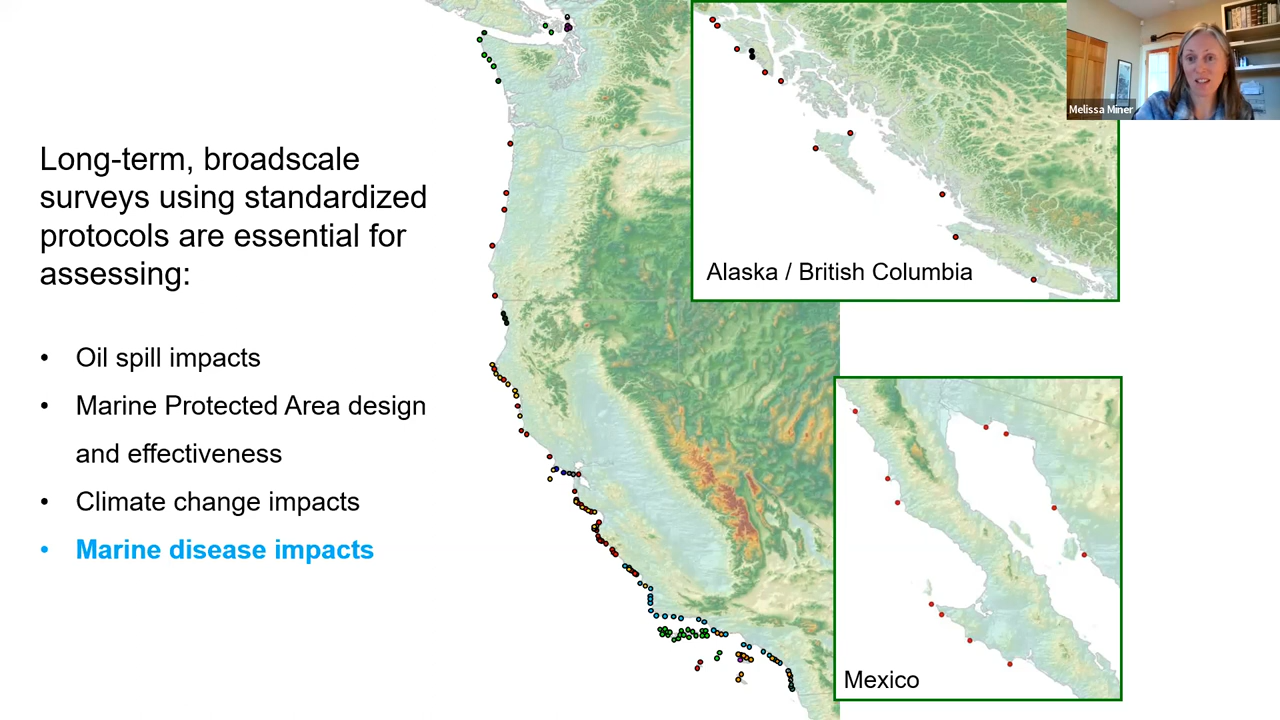 Long-term, broadscale
surveys using standardized
protocols are essential for
assessing:
• Oil spill impacts
• Marine Protected Area design
and effectiveness
• Climate change impacts
• Marine disease impacts
Alaska / British Columbia
Mexico
Melissa Miner